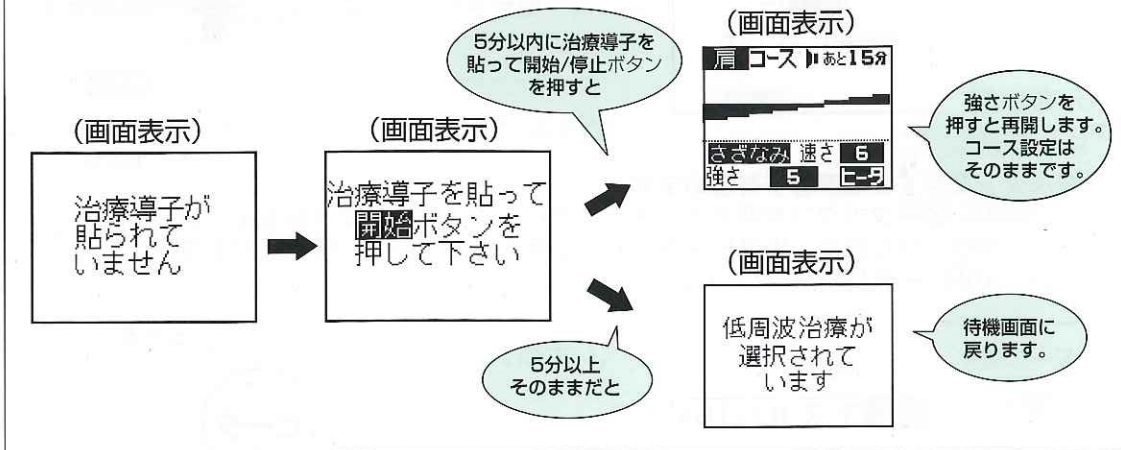 (画面表示)
治療導子が
貼られて
いません
(画面表示)
治療導子を貼って
開始ボタンを
押して下さい
5分以内に治療導子を
貼って開始/停止ボタン
を押すと
(画面表示)
肩 コース あと15分
さざなみ 速さ 6
強さ 5 ヒータ
強さボタンを
押すと再開します。
コース設定は
そのままです。
5分以上
そのままだと
(画面表示)
低周波治療が
選択されて
います
待機画面に
戻ります。